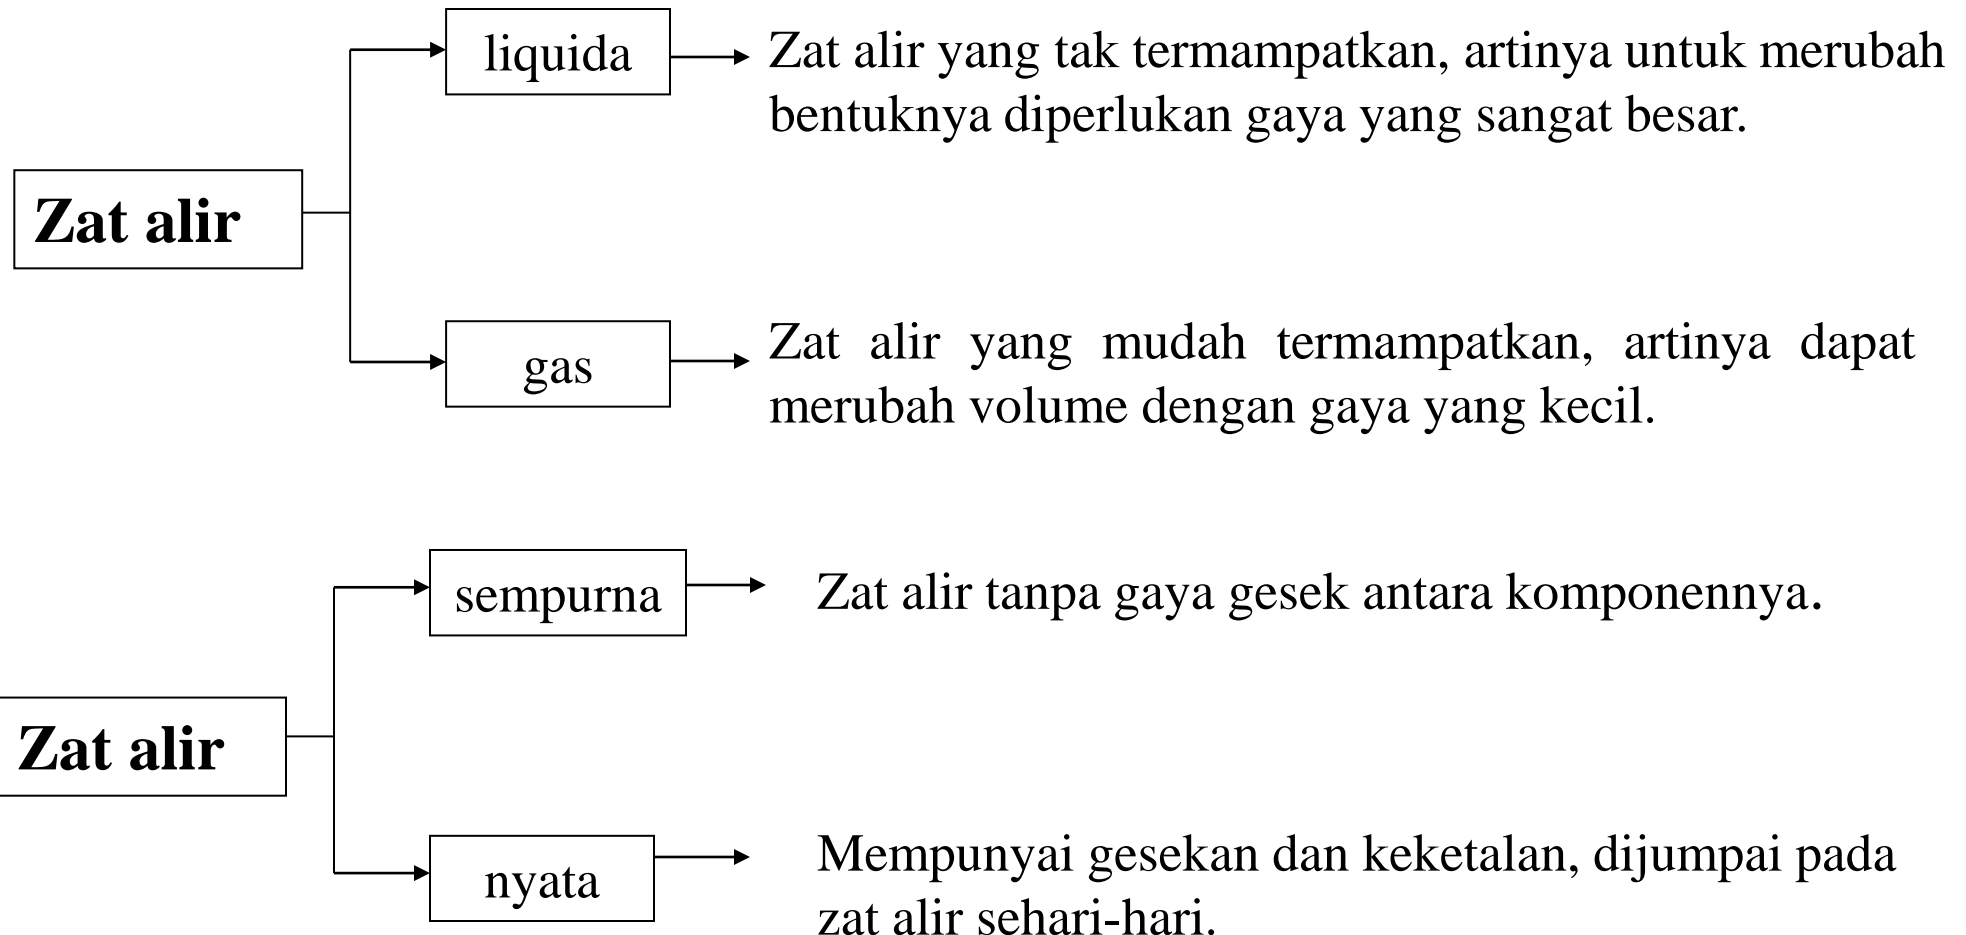 liquida
Zat alir yang tak termampatkan, artinya untuk merubah
bentuknya diperlukan gaya yang sangat besar.
Zat alir
gas
Zat alir yang mudah termampatkan, artinya dapat
merubah volume dengan gaya yang kecil.
sempurna
Zat alir tanpa gaya gesek antara komponennya.
Zat alir
nyata
Mempunyai gesekan dan keketalan, dijumpai pada
zat alir sehari-hari.